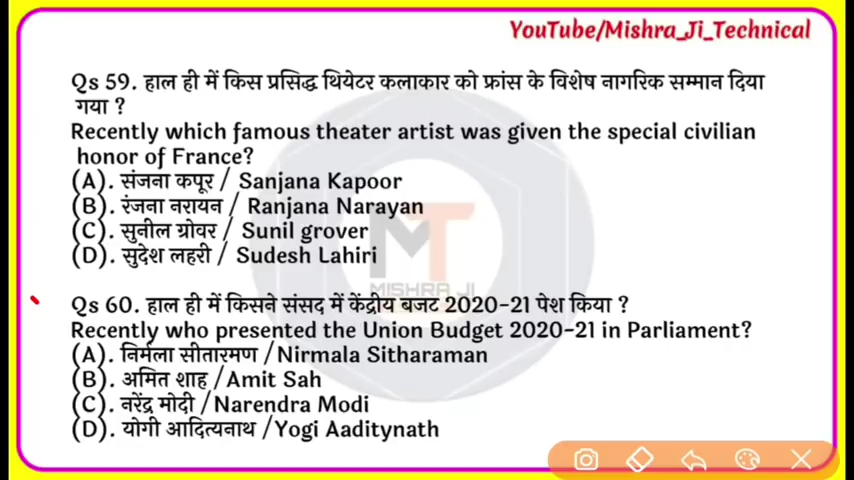 YouTube/Mishra_Ji_Technical
Qs 59. हाल ही में किस प्रसिद्ध थियेटर कलाकार को फ्रांस के विशेष नागरिक सम्मान दिया
गया ?
Recently which famous theater artist was given the special civilian
honor of France?
(A). संजना कपूर / Sanjana Kapoor
(B). रंजना नरायन / Ranjana Narayan
(C). सुनील ग्रोवर / Sunil grover
(D). सुदेश लहरी / Sudesh Lahiri
MT
MISHRA JI
Qs 60. हाल ही में किसने संसद में केंद्रीय बजट 2020-21 पेश किया ?
Recently who presented the Union Budget 2020-21 in Parliament?
(A). निर्मला सीतारमण /Nirmala Sitharaman
(B). अमित शाह /Amit Sah
(C). नरेंद्र मोदी /Narendra Modi
(D). योगी आदित्यनाथ /Yogi Aaditynath